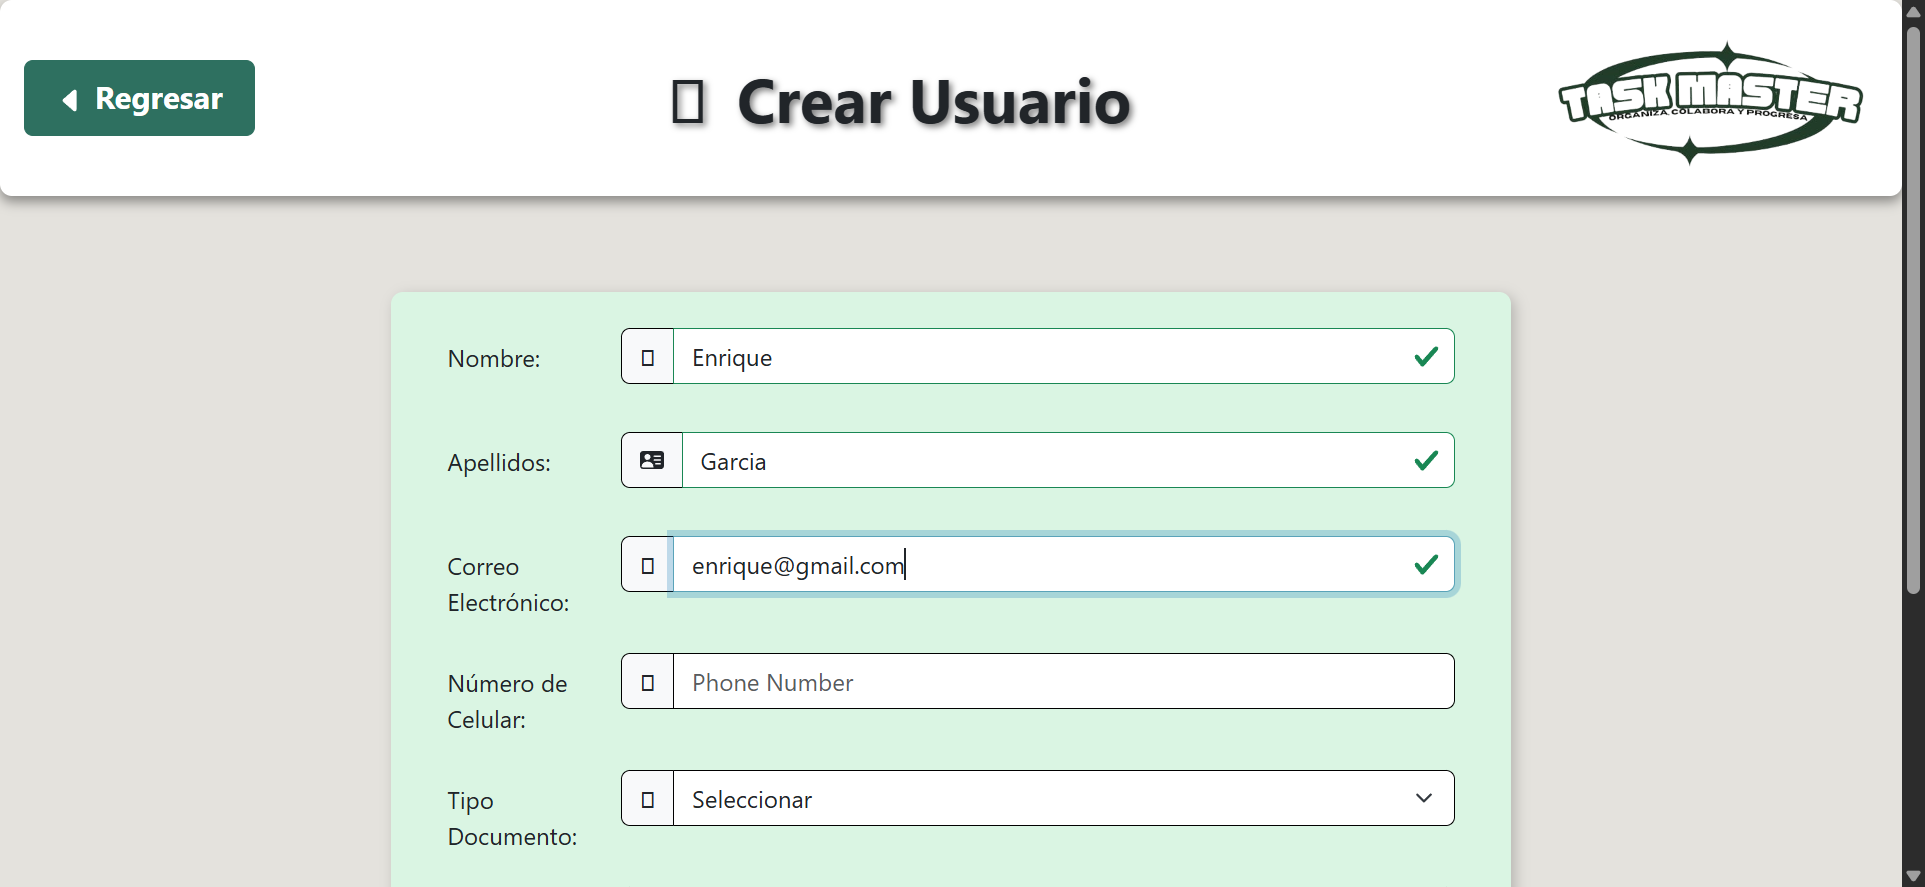 Regresar
Crear Usuario
TASK MASTER
ORGANIZA, COLABORA Y PROGRESA
Nombre:
Enrique
Apellidos:
Garcia
Correo
Electrónico:
enrique@gmail.com
Número de
Celular:
Phone Number
Tipo
Documento:
Seleccionar